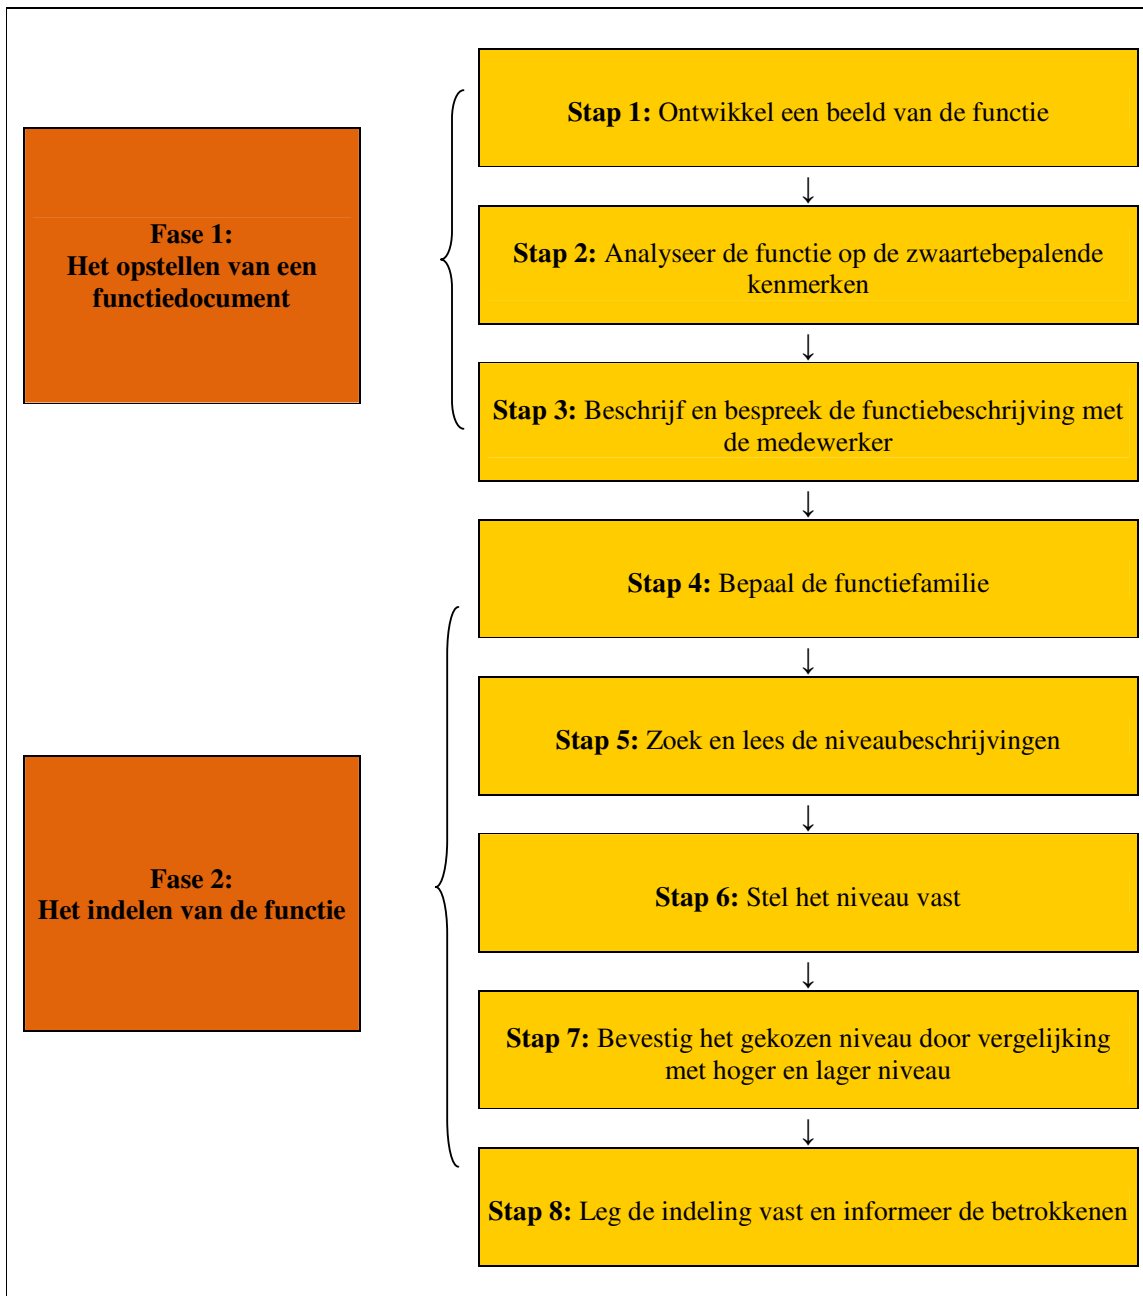 Stap 1: Ontwikkel een beeld van de functie
↓
Fase 1:
Het opstellen van een
functiedocument
Stap 2: Analyseer de functie op de zwaartebepalende
kenmerken
↓
Stap 3: Beschrijf en bespreek de functiebeschrijving met
de medewerker
↓
Stap 4: Bepaal de functiefamilie
↓
Stap 5: Zoek en lees de niveaubeschrijvingen
↓
Fase 2:
Het indelen van de functie
Stap 6: Stel het niveau vast
↓
Stap 7: Bevestig het gekozen niveau door vergelijking
met hoger en lager niveau
↓
Stap 8: Leg de indeling vast en informeer de betrokkenen